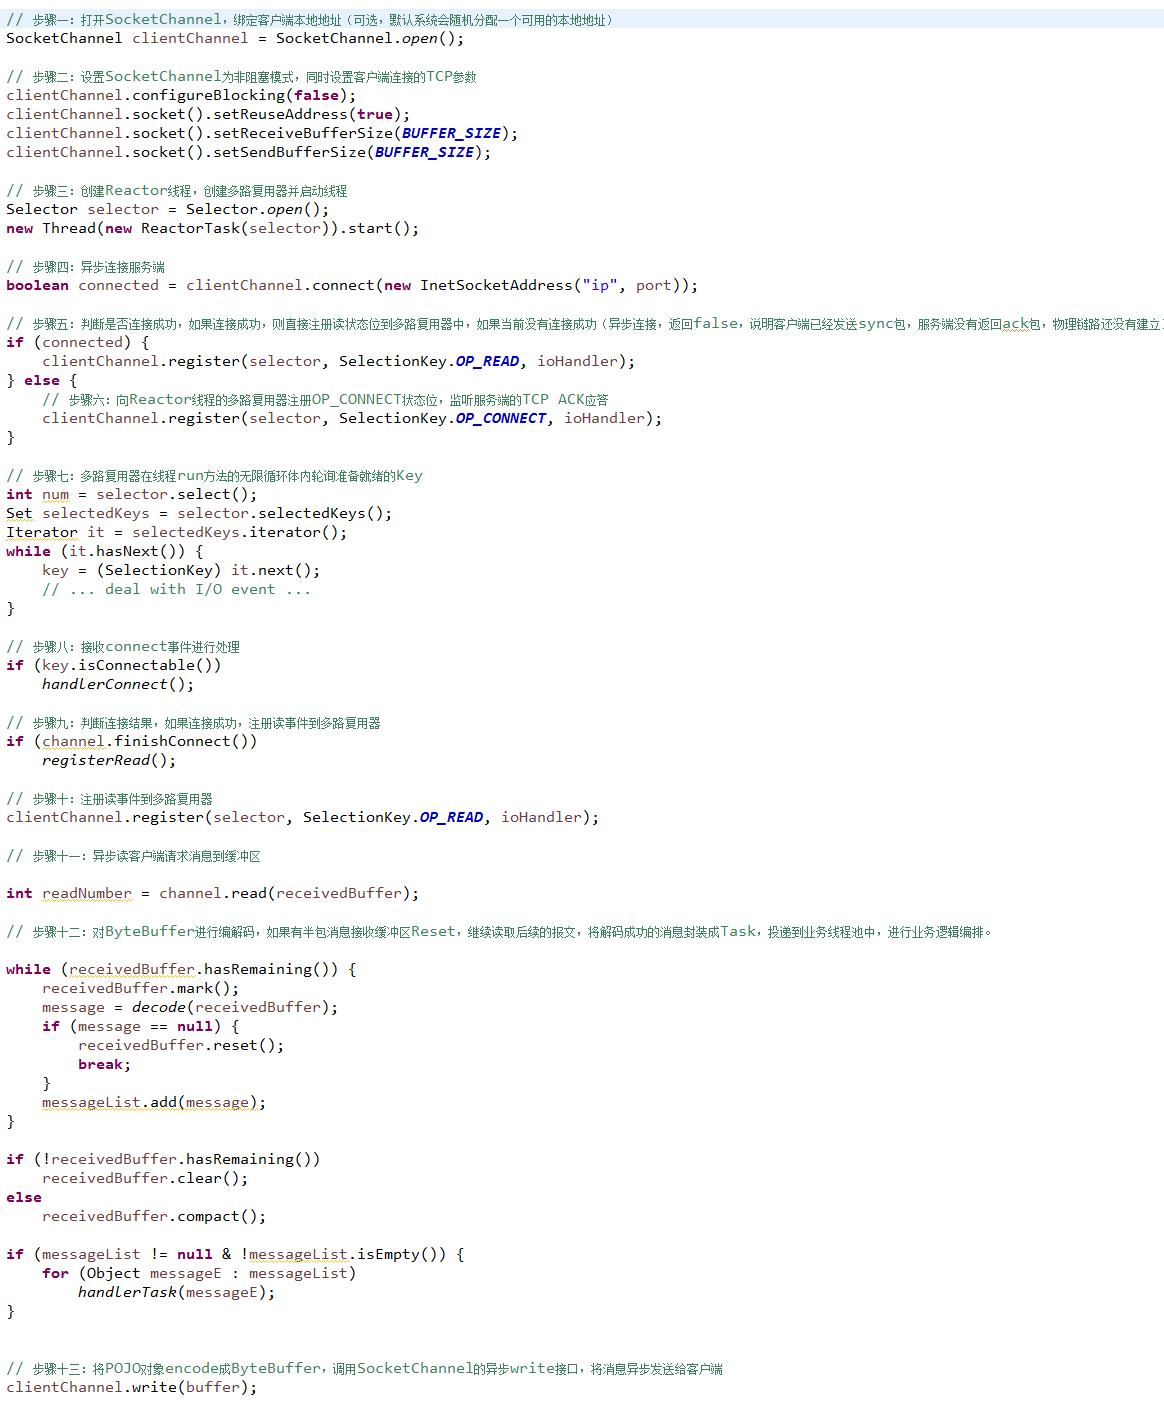 // 步骤一：打开SocketChannel，绑定客户端本地地址（可选，默认系统会随机分配一个可用的本地地址）
SocketChannel clientChannel = SocketChannel.open();
// 步骤二：设置SocketChannel为非阻塞模式，同时设置客户端连接的TCP参数
clientChannel.configureBlocking(false);
clientChannel.socket().setReuseAddress(true);
clientChannel.socket().setReceiveBufferSize(BUFFER_SIZE);
clientChannel.socket().setSendBufferSize(BUFFER_SIZE);
// 步骤三：创建Reactor线程，创建多路复用器并启动线程
Selector selector = Selector.open();
new Thread(new ReactorTask(selector)).start();
// 步骤四：异步连接服务端
boolean connected = clientChannel.connect(new InetSocketAddress("ip", port));
// 步骤五：判断是否连接成功，如果连接成功，则直接注册读状态位到多路复用器中，如果当前没有连接成功（异步连接，返回false，说明客户端已经发送sync包，服务端没有返回ack包，物理链路还没有建立
if (connected) {
    clientChannel.register(selector, SelectionKey.OP_READ, ioHandler);
} else {
    // 步骤六：向Reactor线程的多路复用器注册OP_CONNECT状态位，监听服务端的TCP ACK应答
    clientChannel.register(selector, SelectionKey.OP_CONNECT, ioHandler);
}
// 步骤七：多路复用器在线程run方法的无限循环体内轮询准备就绪的Key
int num = selector.select();
Set selectedKeys = selector.selectedKeys();
Iterator it = selectedKeys.iterator();
while (it.hasNext()) {
    key = (SelectionKey) it.next();
    // ... deal with I/O event ...
}
// 步骤八：接收connect事件进行处理
if (key.isConnectable())
    handlerConnect();
// 步骤九：判断连接结果，如果连接成功，注册读事件到多路复用器
if (channel.finishConnect())
    registerRead();
// 步骤十：注册读事件到多路复用器
clientChannel.register(selector, SelectionKey.OP_READ, ioHandler);
// 步骤十一：异步读客户端请求消息到缓冲区
int readNumber = channel.read(receivedBuffer);
// 步骤十二：对ByteBuffer进行编解码，如果有半包消息接收缓冲区Reset，继续读取后续的报文，将解码成功的消息封装成Task，投递到业务线程池中，进行业务逻辑编排。
while (receivedBuffer.hasRemaining()) {
    receivedBuffer.mark();
    message = decode(receivedBuffer);
    if (message == null) {
        receivedBuffer.reset();
        break;
    }
    messageList.add(message);
}
if (!receivedBuffer.hasRemaining())
    receivedBuffer.clear();
else
    receivedBuffer.compact();
if (messageList != null & !messageList.isEmpty()) {
    for (Object messageE : messageList)
        handlerTask(messageE);
}
// 步骤十三：将POJO对象encode成ByteBuffer，调用SocketChannel的异步write接口，将消息异步发送给客户端
clientChannel.write(buffer);